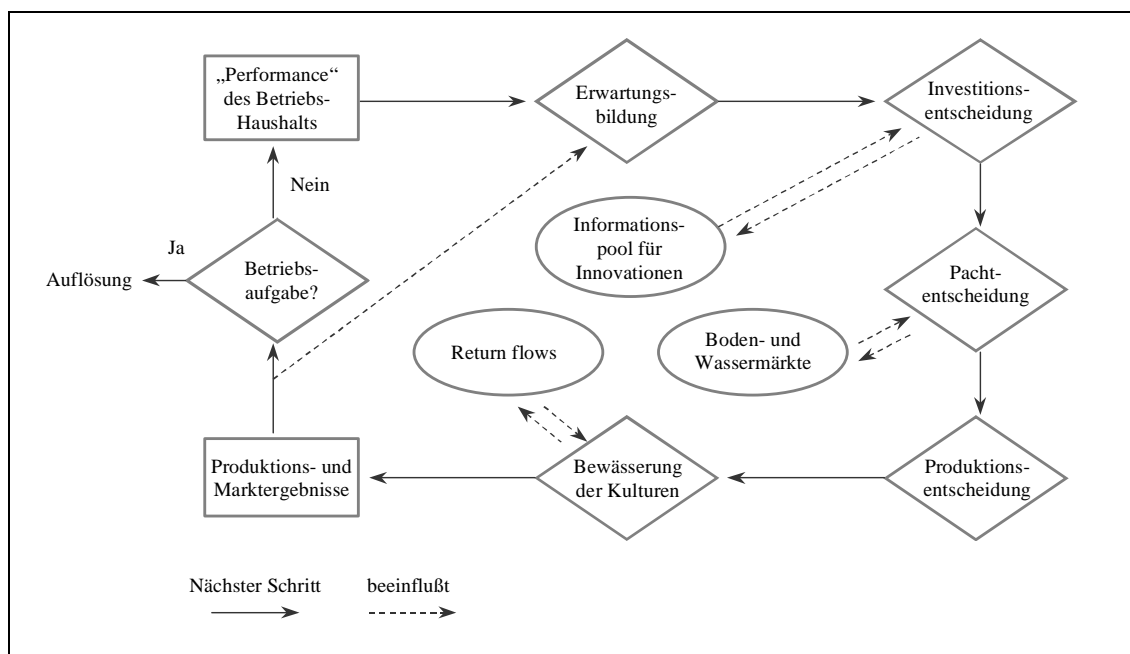 „Performance“
des Betriebs-
Haushalts
Erwartungs-
bildung
Investitions-
entscheidung
Nein
Informations-
pool für
Innovationen
Ja
Auflösung
Betriebs-
aufgabe?
Pacht-
entscheidung
Return flows
Boden- und
Wassermärkte
Produktions- und
Marktergebnisse
Bewässerung
der Kulturen
Produktions-
entscheidung
Nächster Schritt
beeinflußt